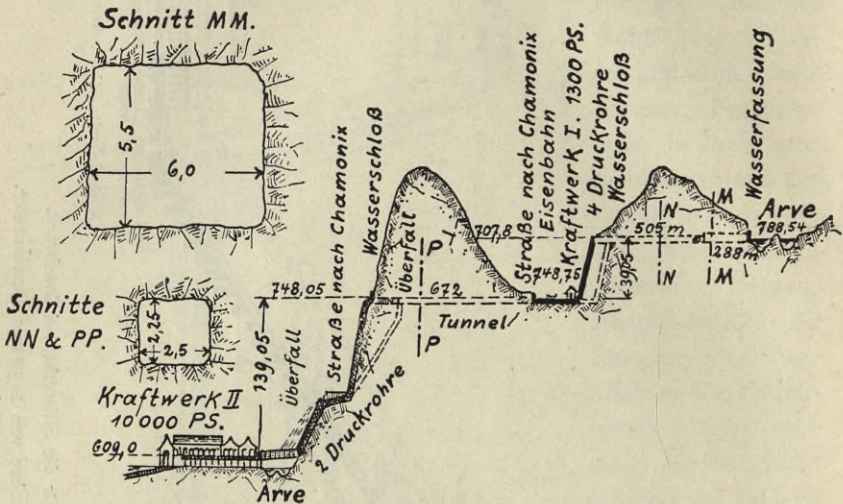 Schnitt MM.
5,5
6,0
Schnitte
NN & PP.
2,25
2,5
Kraftwerk II
10'000 PS.
609,0
Arve
748,05
139,05
Überfall
Straße nach Chamonix
2 Druckrohre
Wasserschloß
Überfall
P
707,8
672
Tunnel
P
Straße nach Chamonix
Eisenbahn
Kraftwerk I. 1300 PS.
4 Druckrohre
Wasserschloß
748,75
39,05
N
M
505 m
288 m
N
M
Wasserfassung
Arve
788,54